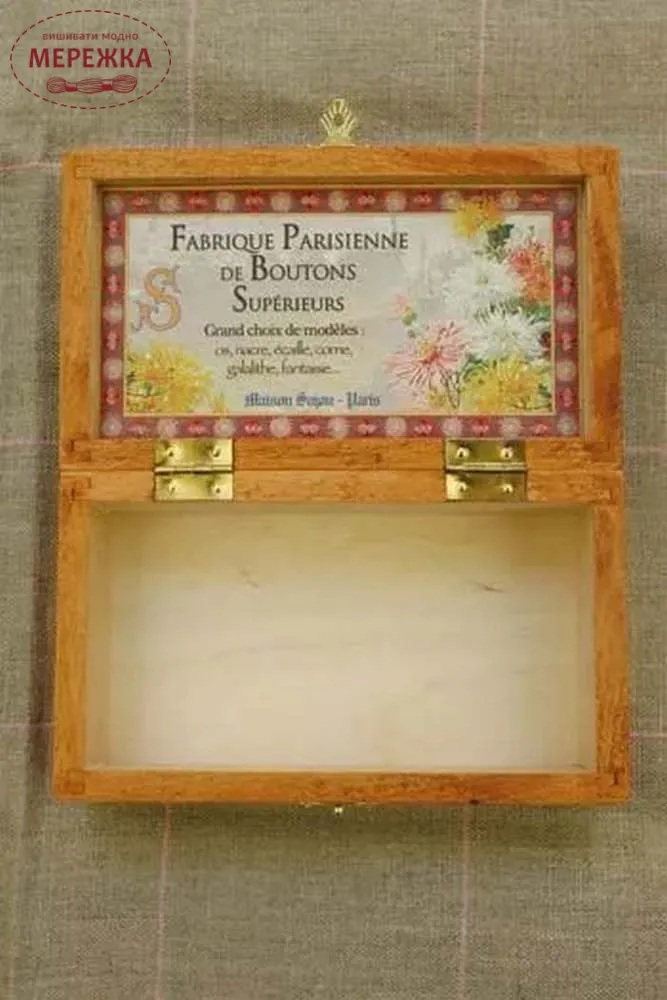 вишивати модно
МЕРЕЖКА
FABRIQUE PARISIENNE
DE BOUTONS
SUPÉRIEURS
S
Grand choix de modèles :
os, nacre, écaille, corne,
galalithe, fantaisie...
Maison Sajou - Paris